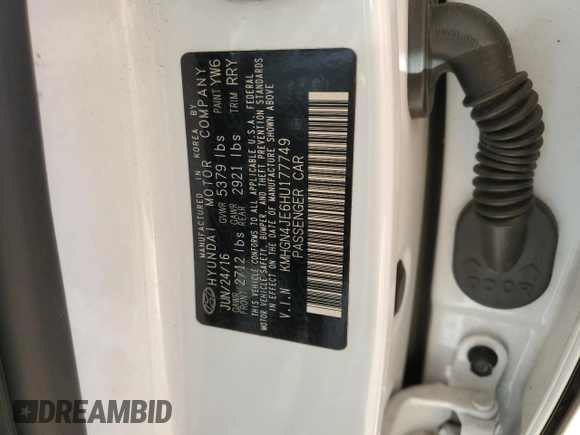 MANUFACTURED IN KOREA BY
HYUNDAI MOTOR COMPANY
JUN/24/16 GVWR 5379 lbs PAINT YW6
GAWR FRONT 2712 lbs GAWR REAR 2921 lbs TRIM RRY
THIS VEHICLE CONFORMS TO ALL APPLICABLE U.S.A. FEDERAL
MOTOR VEHICLE SAFETY, BUMPER, AND THEFT PREVENTION STANDARDS
IN EFFECT ON THE DATE OF MANUFACTURE SHOWN ABOVE
V.I.N KMHGN4JE6HU177749
PASSENGER CAR
DOOR
DREAMBID